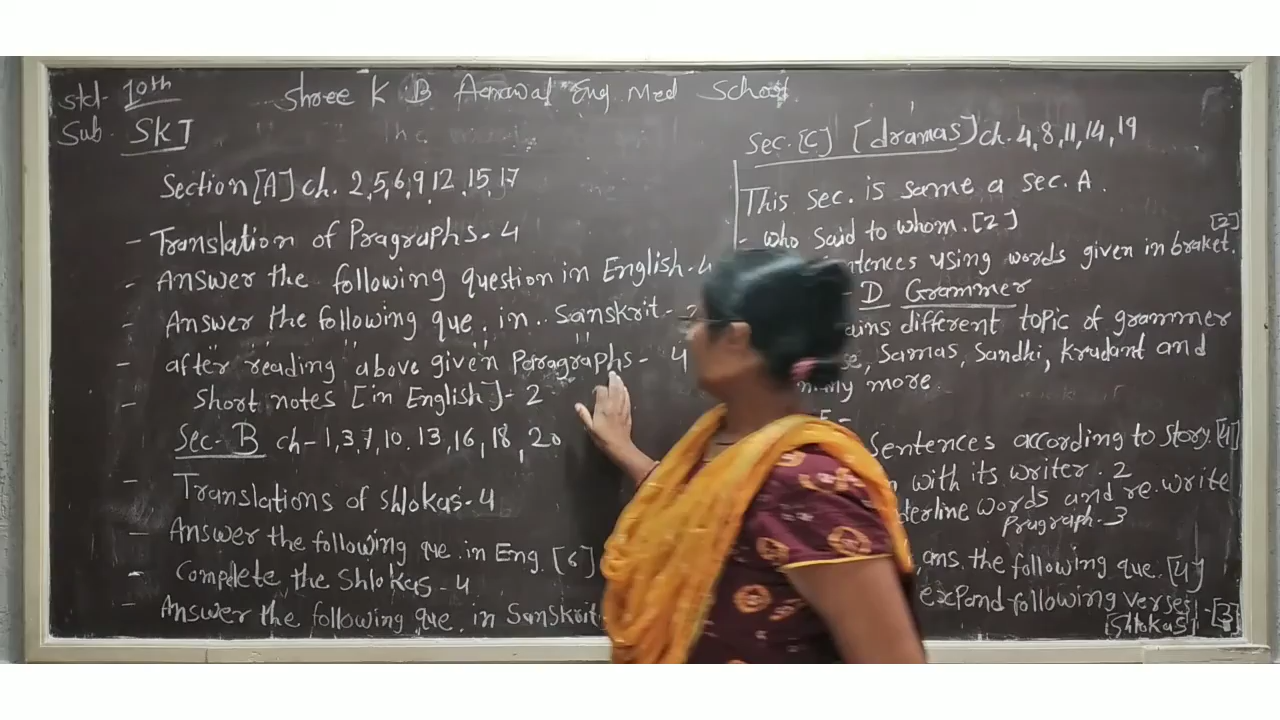 Std- 10th
Shree K B Agrawal Eng Med School
Sub. SKT
Section [A] ch. 2,5,6,9,12,15,17
- Translation of Pragraphs - 4
- Answer the following question in English - 4
- Answer the following que. in.. Sanskrit -
- after reading above given Paragraphs - 4
- Short notes [in English] - 2
Sec- B ch - 1,3,7,10. 13,16,18,20
- Translations of Shlokas - 4
- Answer the following que. in Eng. [6]
- Complete the Shlokas - 4
- Answer the following que. in Sanskrit
Sec. [C] [dramas] ch. 4,8,11,14,19
This sec. is same a sec. A.
- who said to whom. [2]
[2]
using words given in braket.
- D Grammer
different topic of grammer
Samas, Sandhi, Krudant and
many more.
Sentences according to story. [4]
with its writer. 2
words and re.write
Prugraph - 3
ans. the following que. [4]
expand following verses - [3]
[Shlokas]